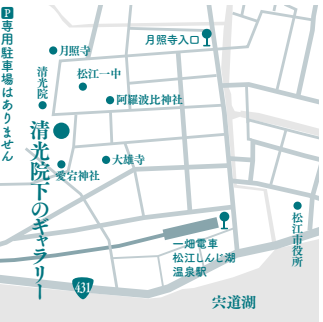 P専用駐車場はありません
月照寺
月照寺入口
清光院
松江一中
阿羅波比神社
清光院下のギャラリー
大雄寺
愛宕神社
一畑電車
松江しんじ湖
温泉駅
松江市役所
431
宍道湖